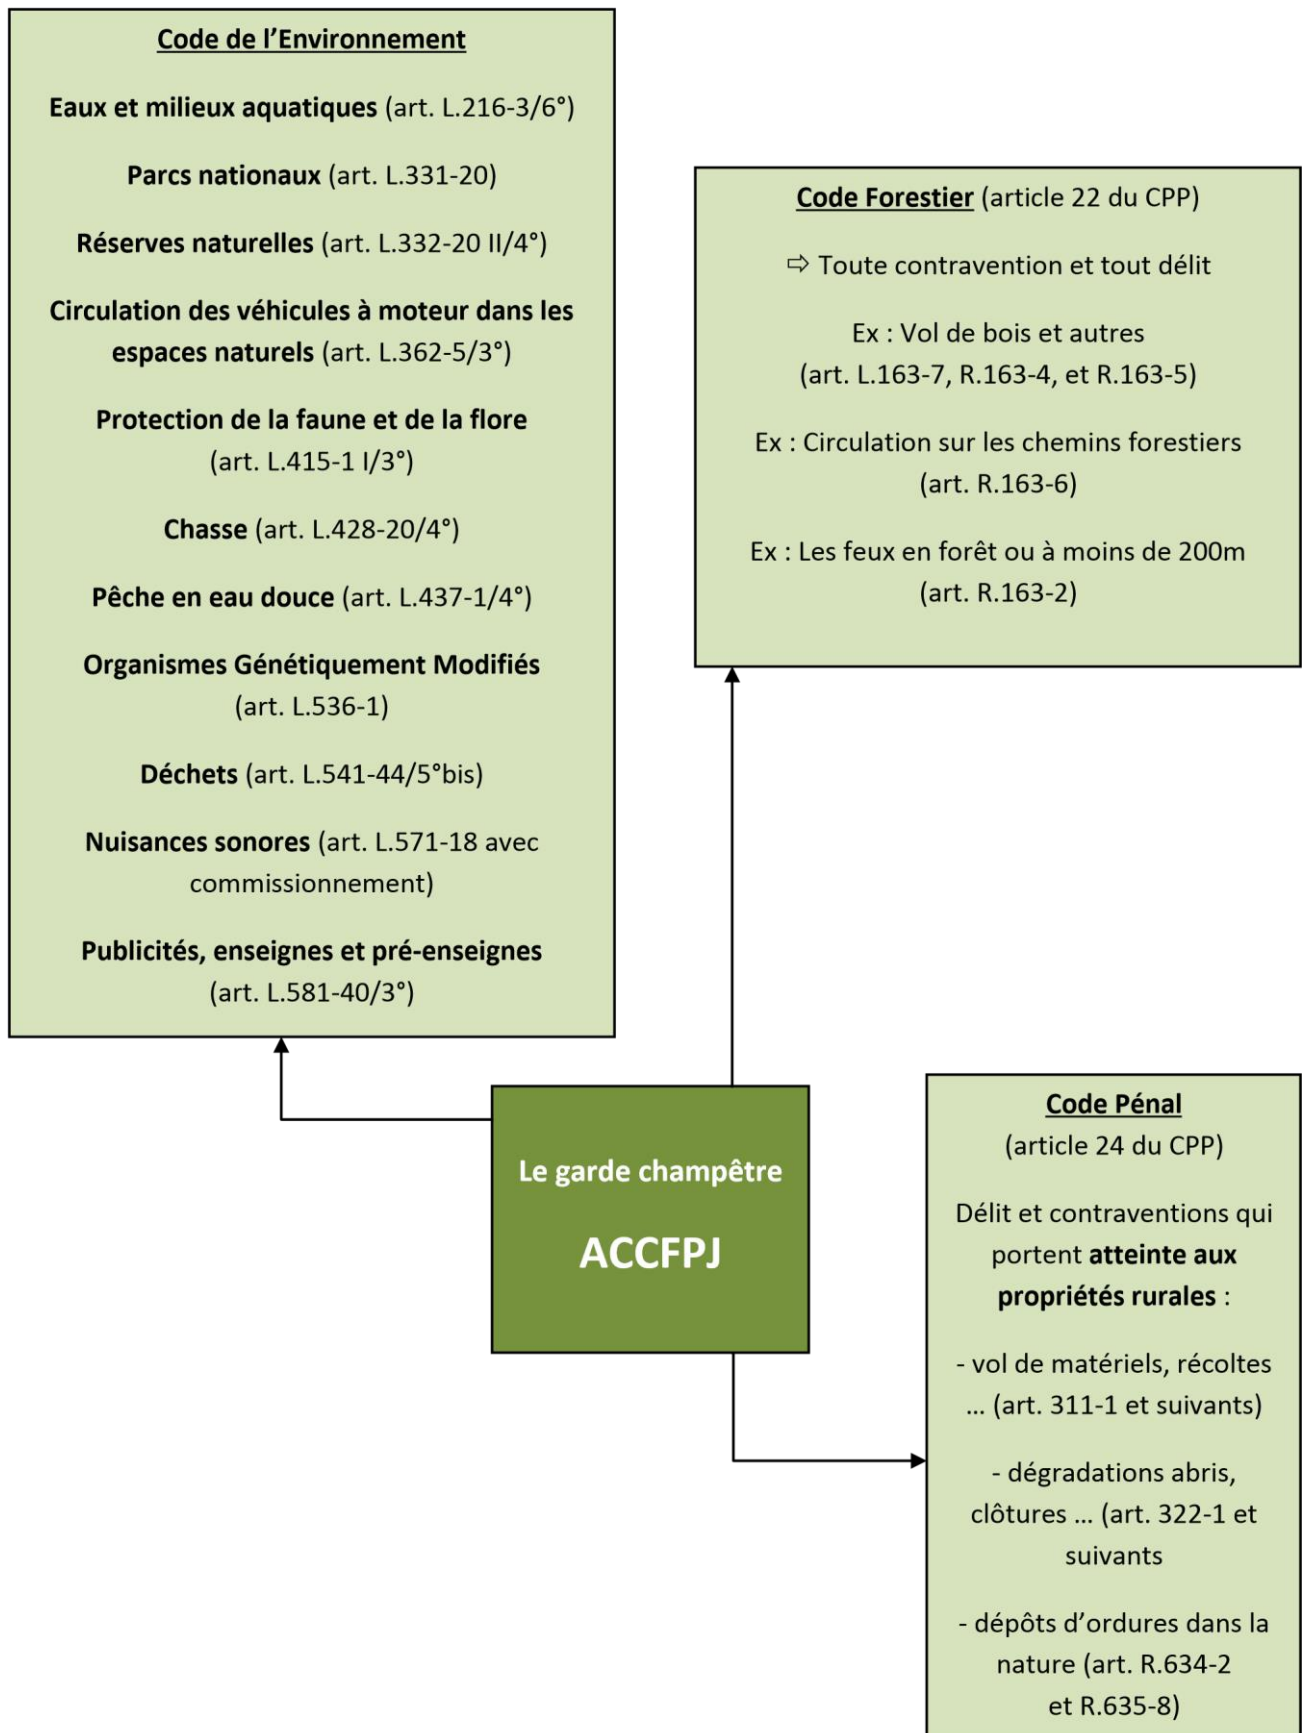 Code de l’Environnement
Eaux et milieux aquatiques (art. L.216-3/6°)
Parcs nationaux (art. L.331-20)
Réserves naturelles (art. L.332-20 II/4°)
Circulation des véhicules à moteur dans les
espaces naturels (art. L.362-5/3°)
Protection de la faune et de la flore
(art. L.415-1 I/3°)
Chasse (art. L.428-20/4°)
Pêche en eau douce (art. L.437-1/4°)
Organismes Génétiquement Modifiés
(art. L.536-1)
Déchets (art. L.541-44/5°bis)
Nuisances sonores (art. L.571-18 avec
commissionnement)
Publicités, enseignes et pré-enseignes
(art. L.581-40/3°)
Code Forestier (article 22 du CPP)
⇨ Toute contravention et tout délit
Ex : Vol de bois et autres
(art. L.163-7, R.163-4, et R.163-5)
Ex : Circulation sur les chemins forestiers
(art. R.163-6)
Ex : Les feux en forêt ou à moins de 200m
(art. R.163-2)
Le garde champêtre
ACCFPJ
Code Pénal
(article 24 du CPP)
Délit et contraventions qui
portent atteinte aux
propriétés rurales :
- vol de matériels, récoltes
... (art. 311-1 et suivants)
- dégradations abris,
clôtures ... (art. 322-1 et
suivants
- dépôts d’ordures dans la
nature (art. R.634-2
et R.635-8)